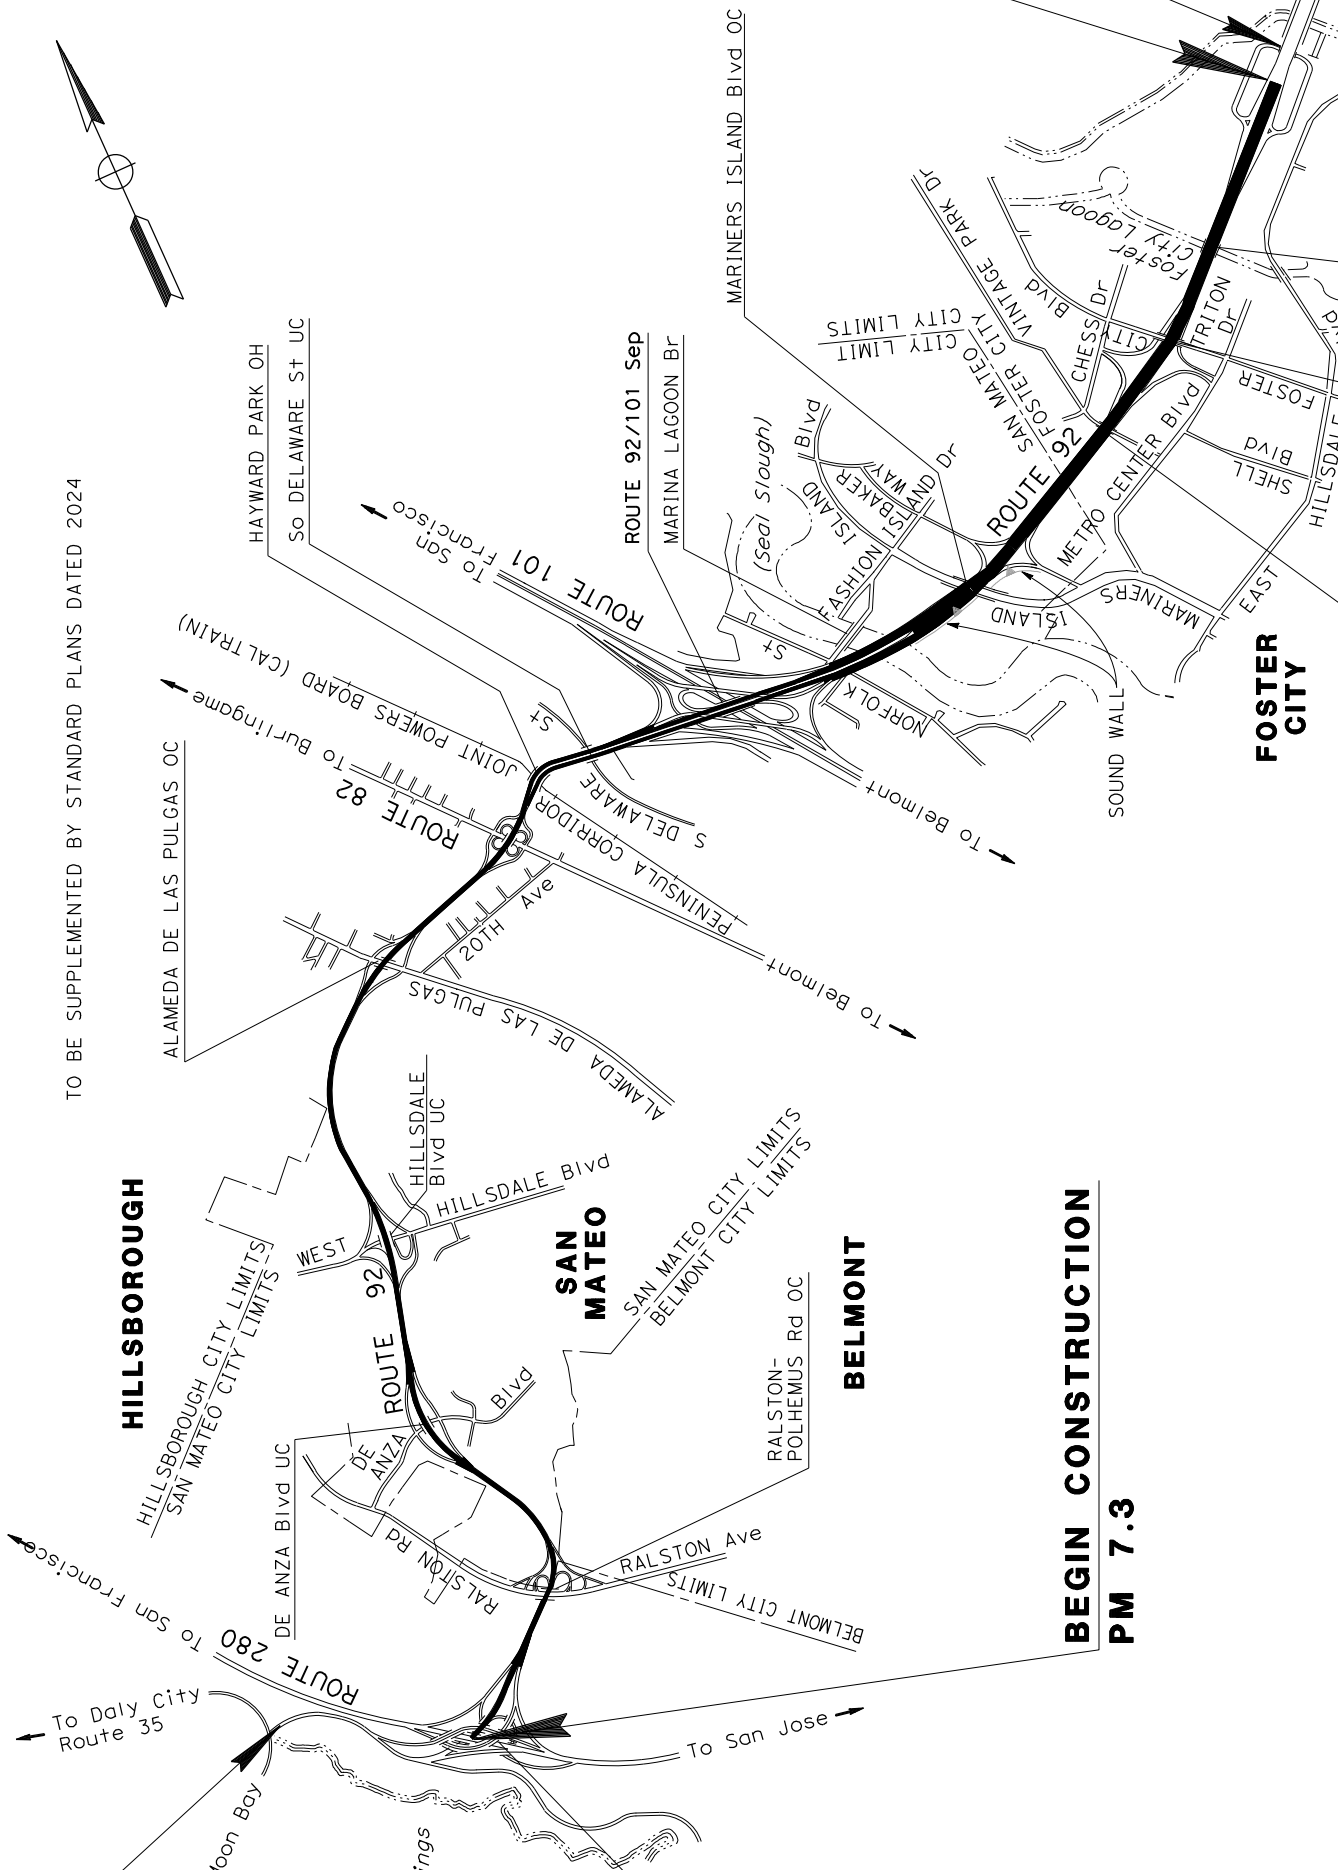 TO BE SUPPLEMENTED BY STANDARD PLANS DATED 2024
HILLSBOROUGH
HILLSBOROUGH CITY LIMITS
SAN MATEO CITY LIMITS
To San Francisco
ROUTE 280
To Daly City
Route 35
To San Jose
DE ANZA Blvd UC
RALSTON Rd
DE
ANZA
Blvd
ROUTE 92
WEST
HILLSDALE Blvd
HILLSDALE
Blvd UC
ALAMEDA DE LAS PULGAS OC
ALAMEDA DE LAS PULGAS
20TH Ave
To Burlingame
ROUTE 82
To Belmont
JOINT POWERS BOARD (CALTRAIN)
PENINSULA CORRIDOR
HAYWARD PARK OH
So DELAWARE St UC
S DELAWARE St
To San
Francisco
ROUTE 101
To Belmont
ROUTE 92/101 Sep
MARINA LAGOON Br
MARINERS ISLAND Blvd OC
(Seal Slough)
ISLAND Blvd
BAKER WAY
FASHION ISLAND Dr
NORFOLK St
SAN MATEO CITY LIMIT
FOSTER CITY CITY LIMITS
VINTAGE PARK Dr
CHESS Dr
Foster
City Lagoon
FOSTER CITY Blvd
TRITON
Dr
ROUTE 92
METRO CENTER Blvd
SHELL Blvd
MARINERS ISLAND
EAST HILLSDALE
SOUND WALL
FOSTER
CITY
SAN
MATEO
SAN MATEO CITY LIMITS
BELMONT CITY LIMITS
BELMONT
RALSTON-
POLHEMUS Rd OC
RALSTON Ave
BELMONT CITY LIMITS
BEGIN CONSTRUCTION
PM 7.3